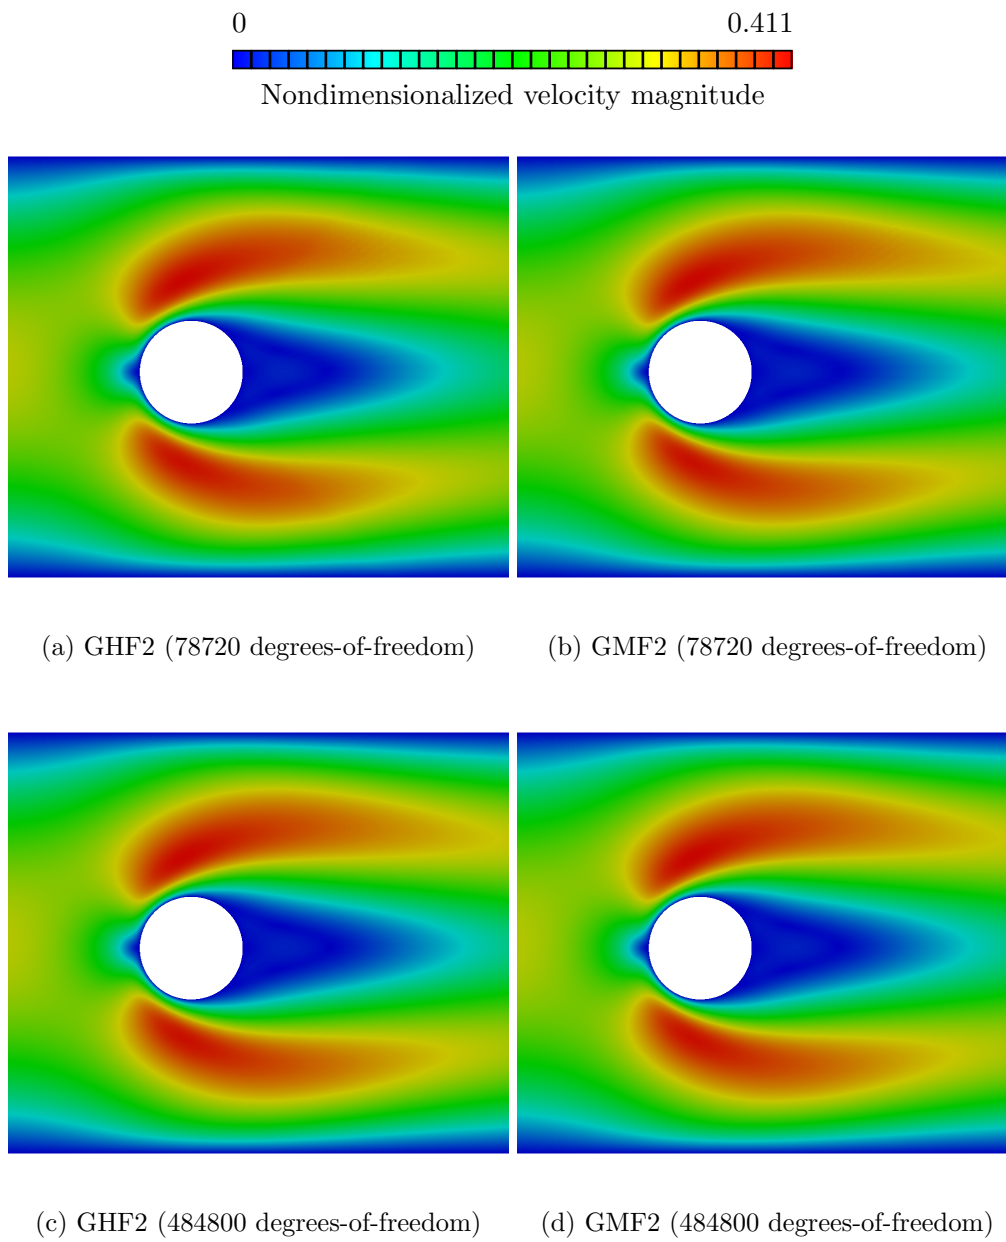 0 0.411
Nondimensionalized velocity magnitude
(a) GHF2 (78720 degrees-of-freedom)
(b) GMF2 (78720 degrees-of-freedom)
(c) GHF2 (484800 degrees-of-freedom)
(d) GMF2 (484800 degrees-of-freedom)